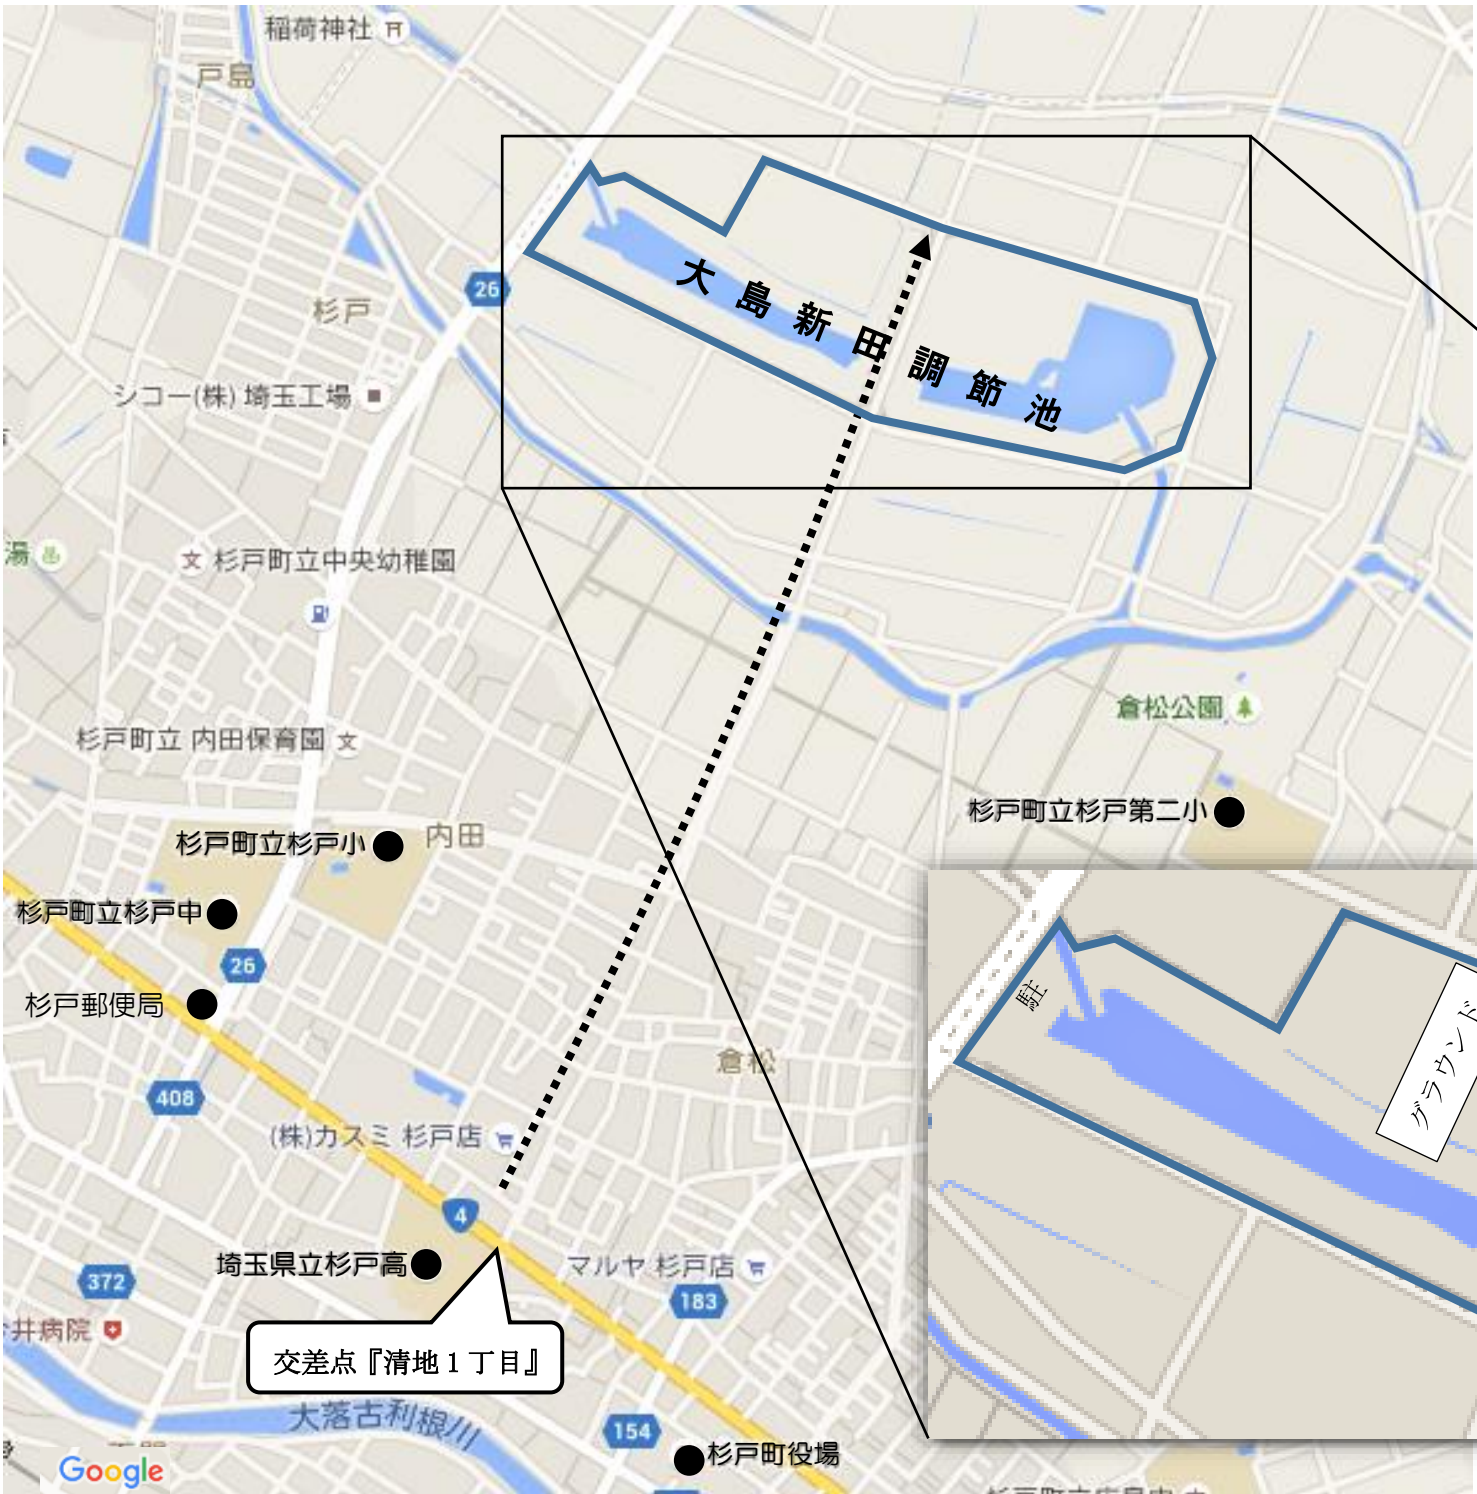 稲荷神社
戸島
26
杉戸
大島新田調節池
シコー(株) 埼玉工場
湯
杉戸町立中央幼稚園
倉松公園
杉戸町立 内田保育園
杉戸町立杉戸第二小
杉戸町立杉戸小
内田
杉戸町立杉戸中
26
杉戸郵便局
駐
グラウンド
倉松
408
(株)カスミ 杉戸店
4
埼玉県立杉戸高
マルヤ 杉戸店
372
183
井病院
交差点『清地1丁目』
大落古利根川
154
杉戸町役場
Google